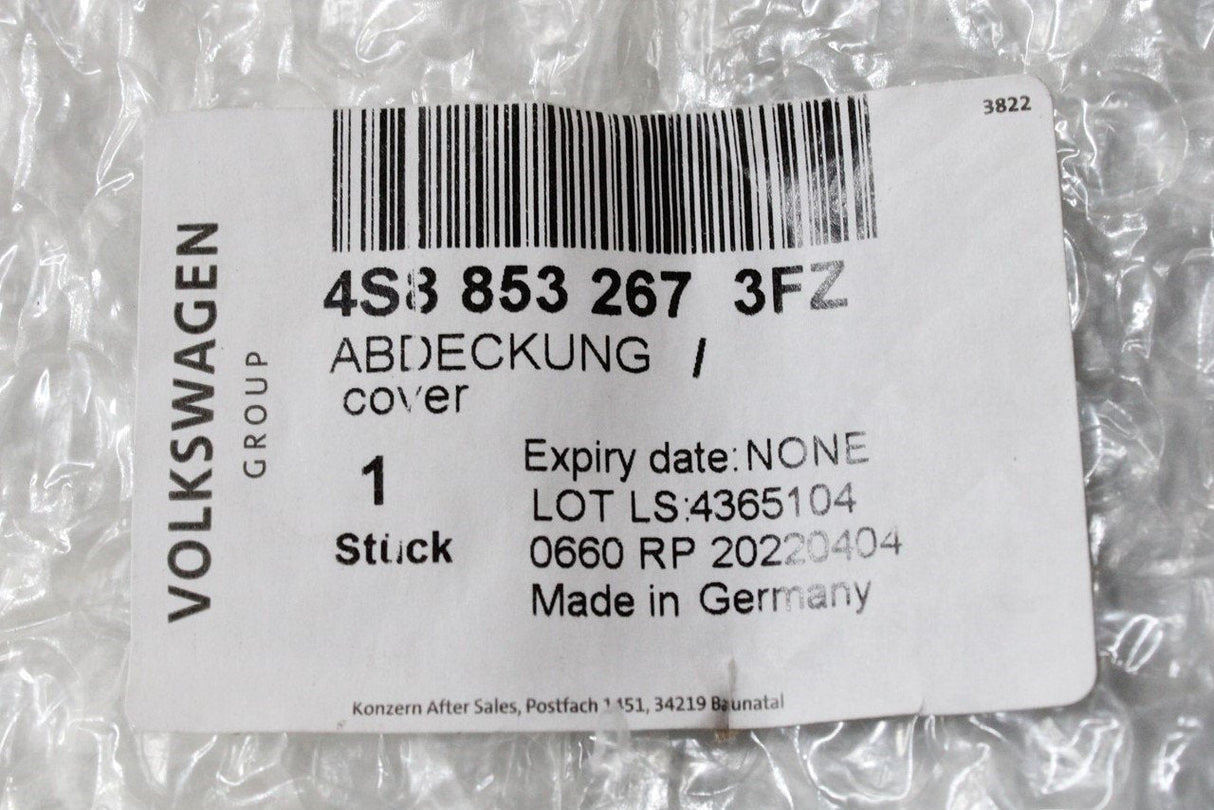 3822
VOLKSWAGEN
GROUP
4S8 853 267 3FZ
ABDECKUNG /
cover
1
Stück
Expiry date: NONE
LOT LS:4365104
0660 RP 20220404
Made in Germany
Konzern After Sales, Postfach 1451, 34219 Baunatal